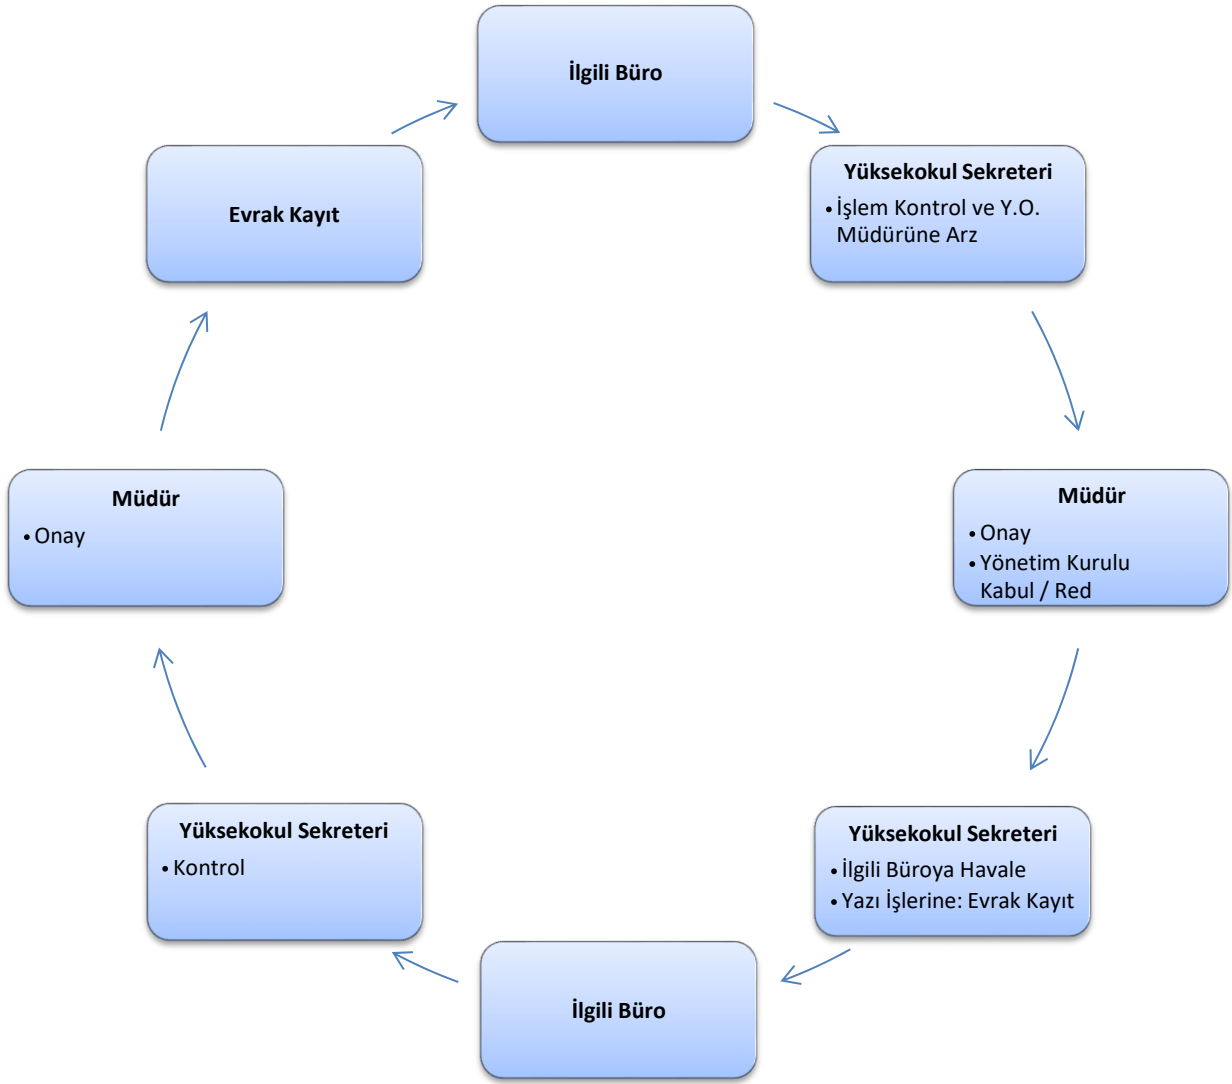 İlgili Büro
Yüksekokul Sekreteri
• İşlem Kontrol ve Y.O.
Müdürüne Arz
Müdür
• Onay
• Yönetim Kurulu
Kabul / Red
Yüksekokul Sekreteri
• İlgili Büroya Havale
• Yazı İşlerine: Evrak Kayıt
İlgili Büro
Yüksekokul Sekreteri
• Kontrol
Müdür
• Onay
Evrak Kayıt